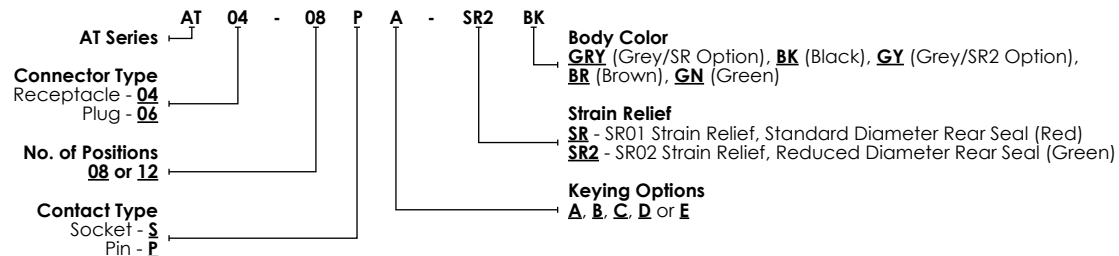 AT 04 - 08 P A - SR2 BK
AT Series
Connector Type
Receptacle - 04
Plug - 06
No. of Positions
08 or 12
Contact Type
Socket - S
Pin - P
Body Color
GRY (Grey/SR Option), BK (Black), GY (Grey/SR2 Option),
BR (Brown), GN (Green)
Strain Relief
SR - SR01 Strain Relief, Standard Diameter Rear Seal (Red)
SR2 - SR02 Strain Relief, Reduced Diameter Rear Seal (Green)
Keying Options
A, B, C, D or E